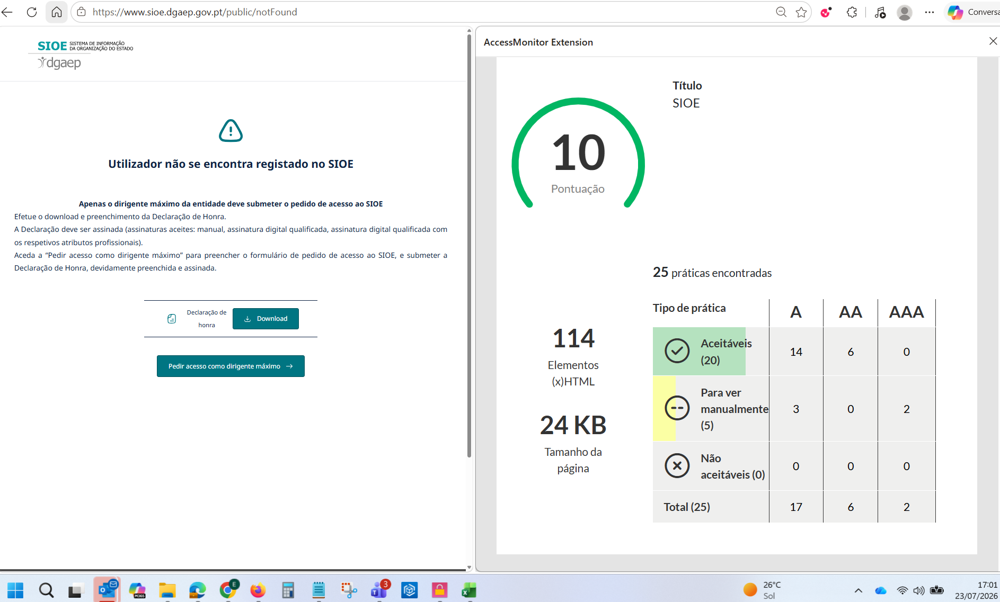 https://www.sioe.dgaep.gov.pt/public/notFound
Conversa
SIOE SISTEMA DE INFORMAÇÃO
DA ORGANIZAÇÃO DO ESTADO
dgaep
Utilizador não se encontra registado no SIOE
Apenas o dirigente máximo da entidade deve submeter o pedido de acesso ao SIOE
Efetue o download e preenchimento da Declaração de Honra.
A Declaração deve ser assinada (assinaturas aceites: manual, assinatura digital qualificada, assinatura digital qualificada com
os respetivos atributos profissionais).
Aceda a “Pedir acesso como dirigente máximo” para preencher o formulário de pedido de acesso ao SIOE, e submeter a
Declaração de Honra, devidamente preenchida e assinada.
Declaração de
honra
Download
Pedir acesso como dirigente máximo
AccessMonitor Extension
Título
SIOE
10
Pontuação
25 práticas encontradas
114
Elementos
(x)HTML
24 KB
Tamanho da
página
Tipo de prática A AA AAA
Aceitáveis
(20)
14 6 0
Para ver
manualmente
(5)
3 0 2
Não
aceitáveis (0)
0 0 0
Total (25) 17 6 2
M365
E
3
26°C
Sol
17:01
23/07/2026